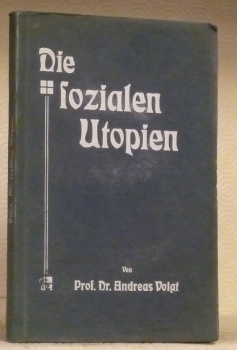 Die
sozialen
Utopien
Von
Prof. Dr. Andreas Voigt